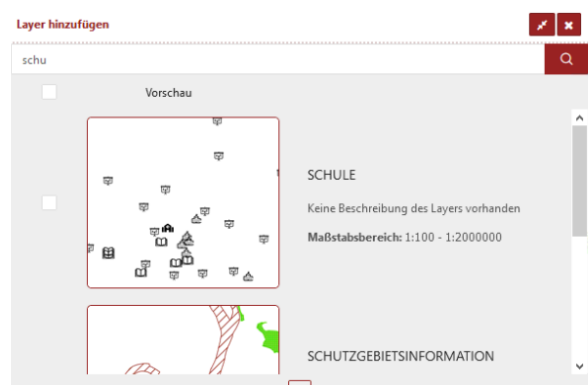 Layer hinzufügen
schu
Vorschau
SCHULE
Keine Beschreibung des Layers vorhanden
Maßstabsbereich: 1:100 - 1:2000000
SCHUTZGEBIETSINFORMATION